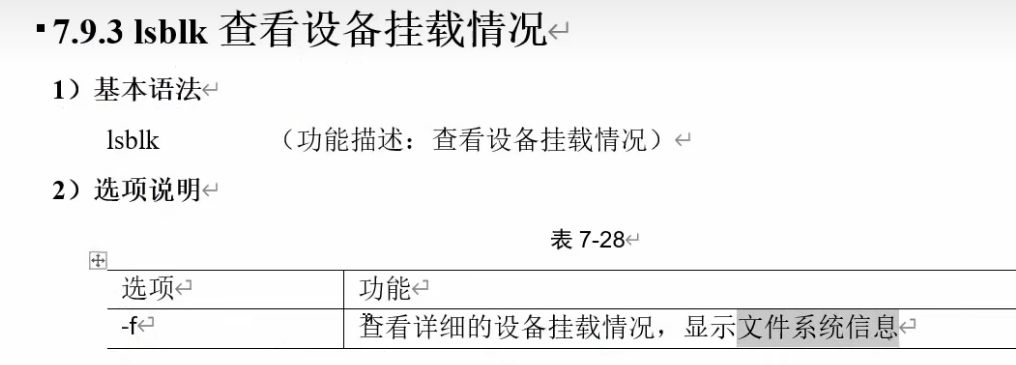 7.9.3 lsblk 查看设备挂载情况
1）基本语法
lsblk （功能描述：查看设备挂载情况）
2）选项说明
表 7-28
选项 功能
-f 查看详细的设备挂载情况，显示文件系统信息